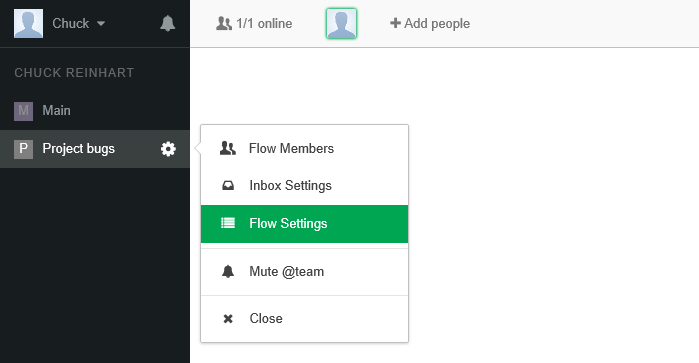 Chuck
1/1 online
Add people
CHUCK REINHART
M Main
P Project bugs
Flow Members
Inbox Settings
Flow Settings
Mute @team
Close